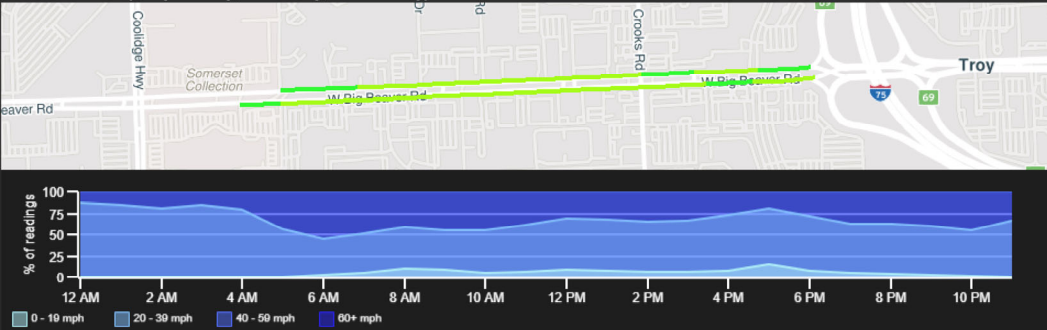 69
Coolidge Hwy
Dr
Rd
Crooks Rd
Somerset
Collection
Troy
W Big Beaver Rd
W Big Beaver Rd
75
69
eaver Rd
% of readings
100
75
50
25
0
12 AM 2 AM 4 AM 6 AM 8 AM 10 AM 12 PM 2 PM 4 PM 6 PM 8 PM 10 PM
0 - 19 mph 20 - 39 mph 40 - 59 mph 60+ mph